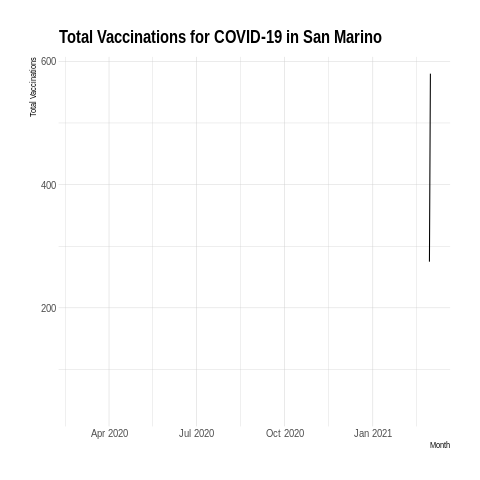 Total Vaccinations for COVID-19 in San Marino
Total Vaccinations
600
400
200
Apr 2020
Jul 2020
Oct 2020
Jan 2021
Month